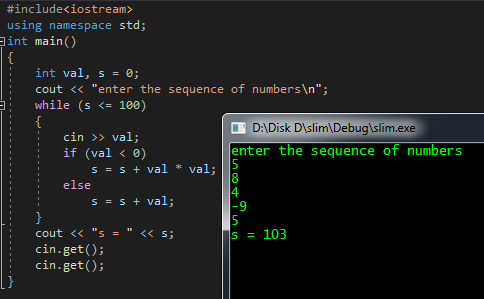 #include<iostream>
using namespace std;
int main()
{
int val, s = 0;
cout << "enter the sequence of numbers\n";
while (s <= 100)
{
cin >> val;
if (val < 0)
s = s + val * val;
else
s = s + val;
}
cout << "s = " << s;
cin.get();
cin.get();
}
D:\Disk D\slim\Debug\slim.exe
enter the sequence of numbers
5
8
4
-9
5
s = 103